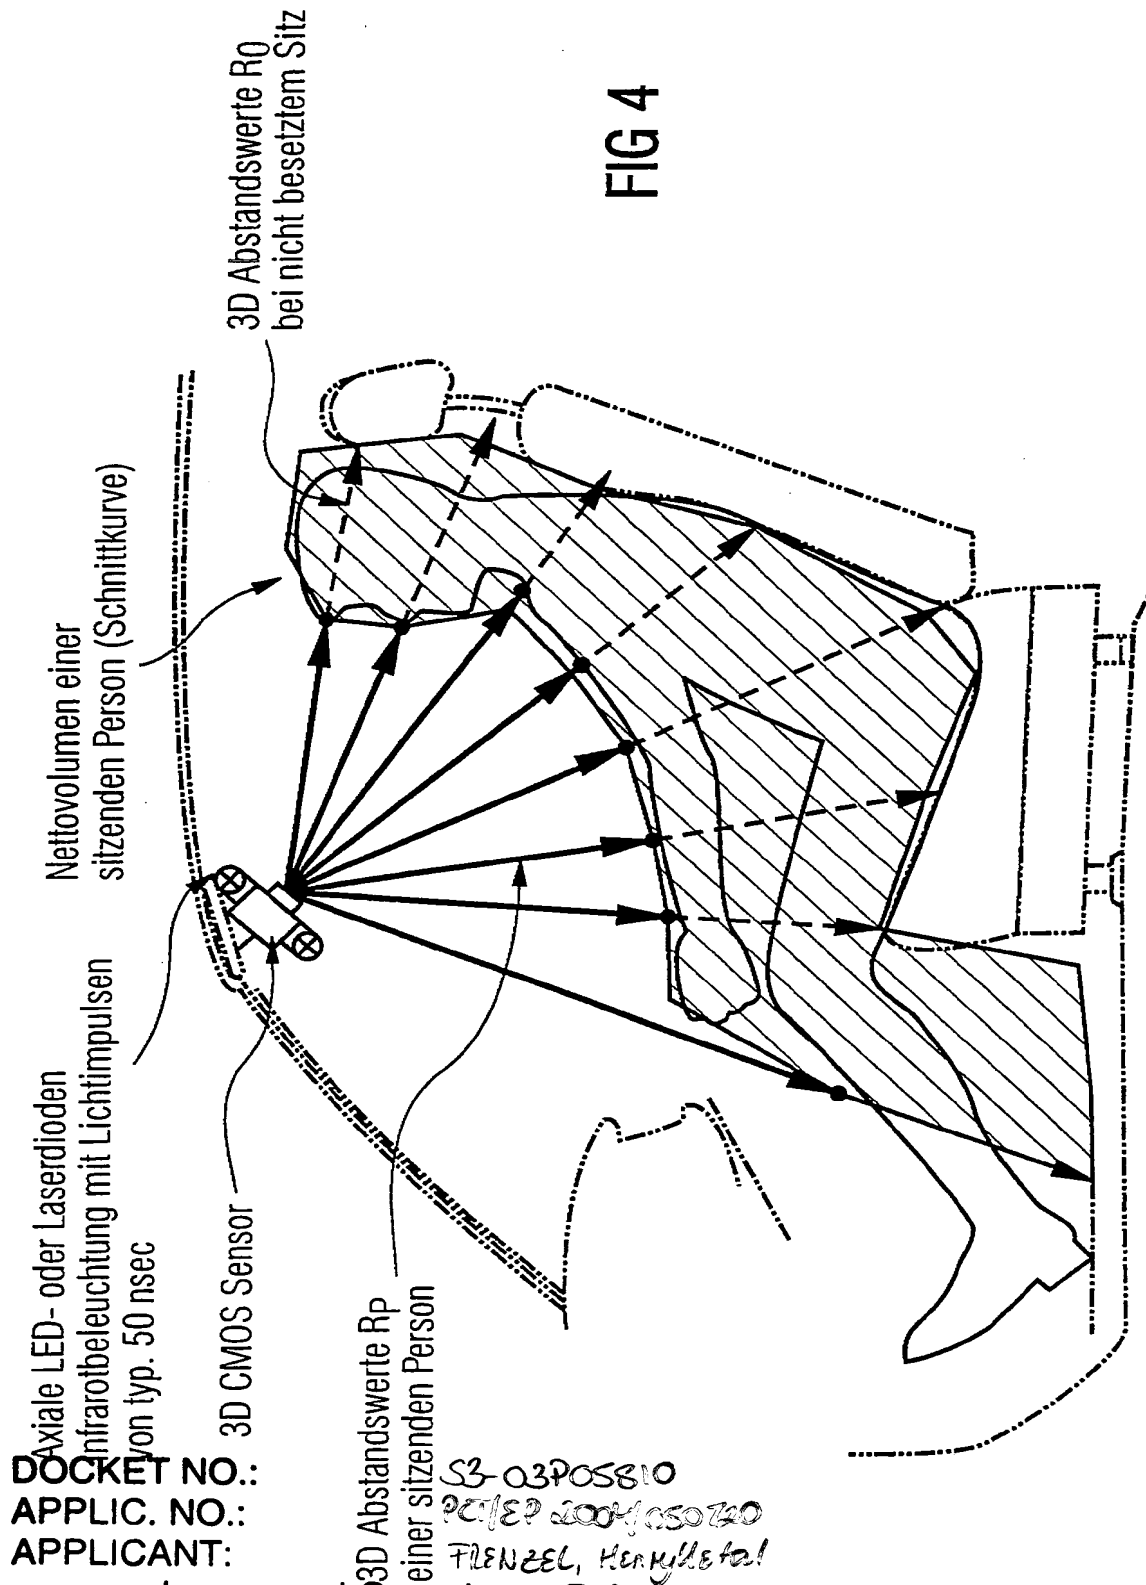 Axiale LED- oder Laserdioden
Infrarotbeleuchtung mit Lichtimpulsen
von typ. 50 nsec
3D CMOS Sensor
3D Abstandswerte RP
einer sitzenden Person
Nettovolumen einer
sitzenden Person (Schnittkurve)
3D Abstandswerte R0
bei nicht besetztem Sitz
FIG 4
DOCKET NO.: S3-03P05810
APPLIC. NO.: PCT/EP 2004/050720
APPLICANT: FRENZEL, Henry et al